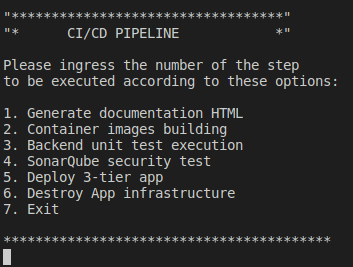 "**********************************"
"*      CI/CD PIPELINE            *"
Please ingress the number of the step
to be executed according to these options:
1. Generate documentation HTML
2. Container images building
3. Backend unit test execution
4. SonarQube security test
5. Deploy 3-tier app
6. Destroy App infrastructure
7. Exit
*****************************************